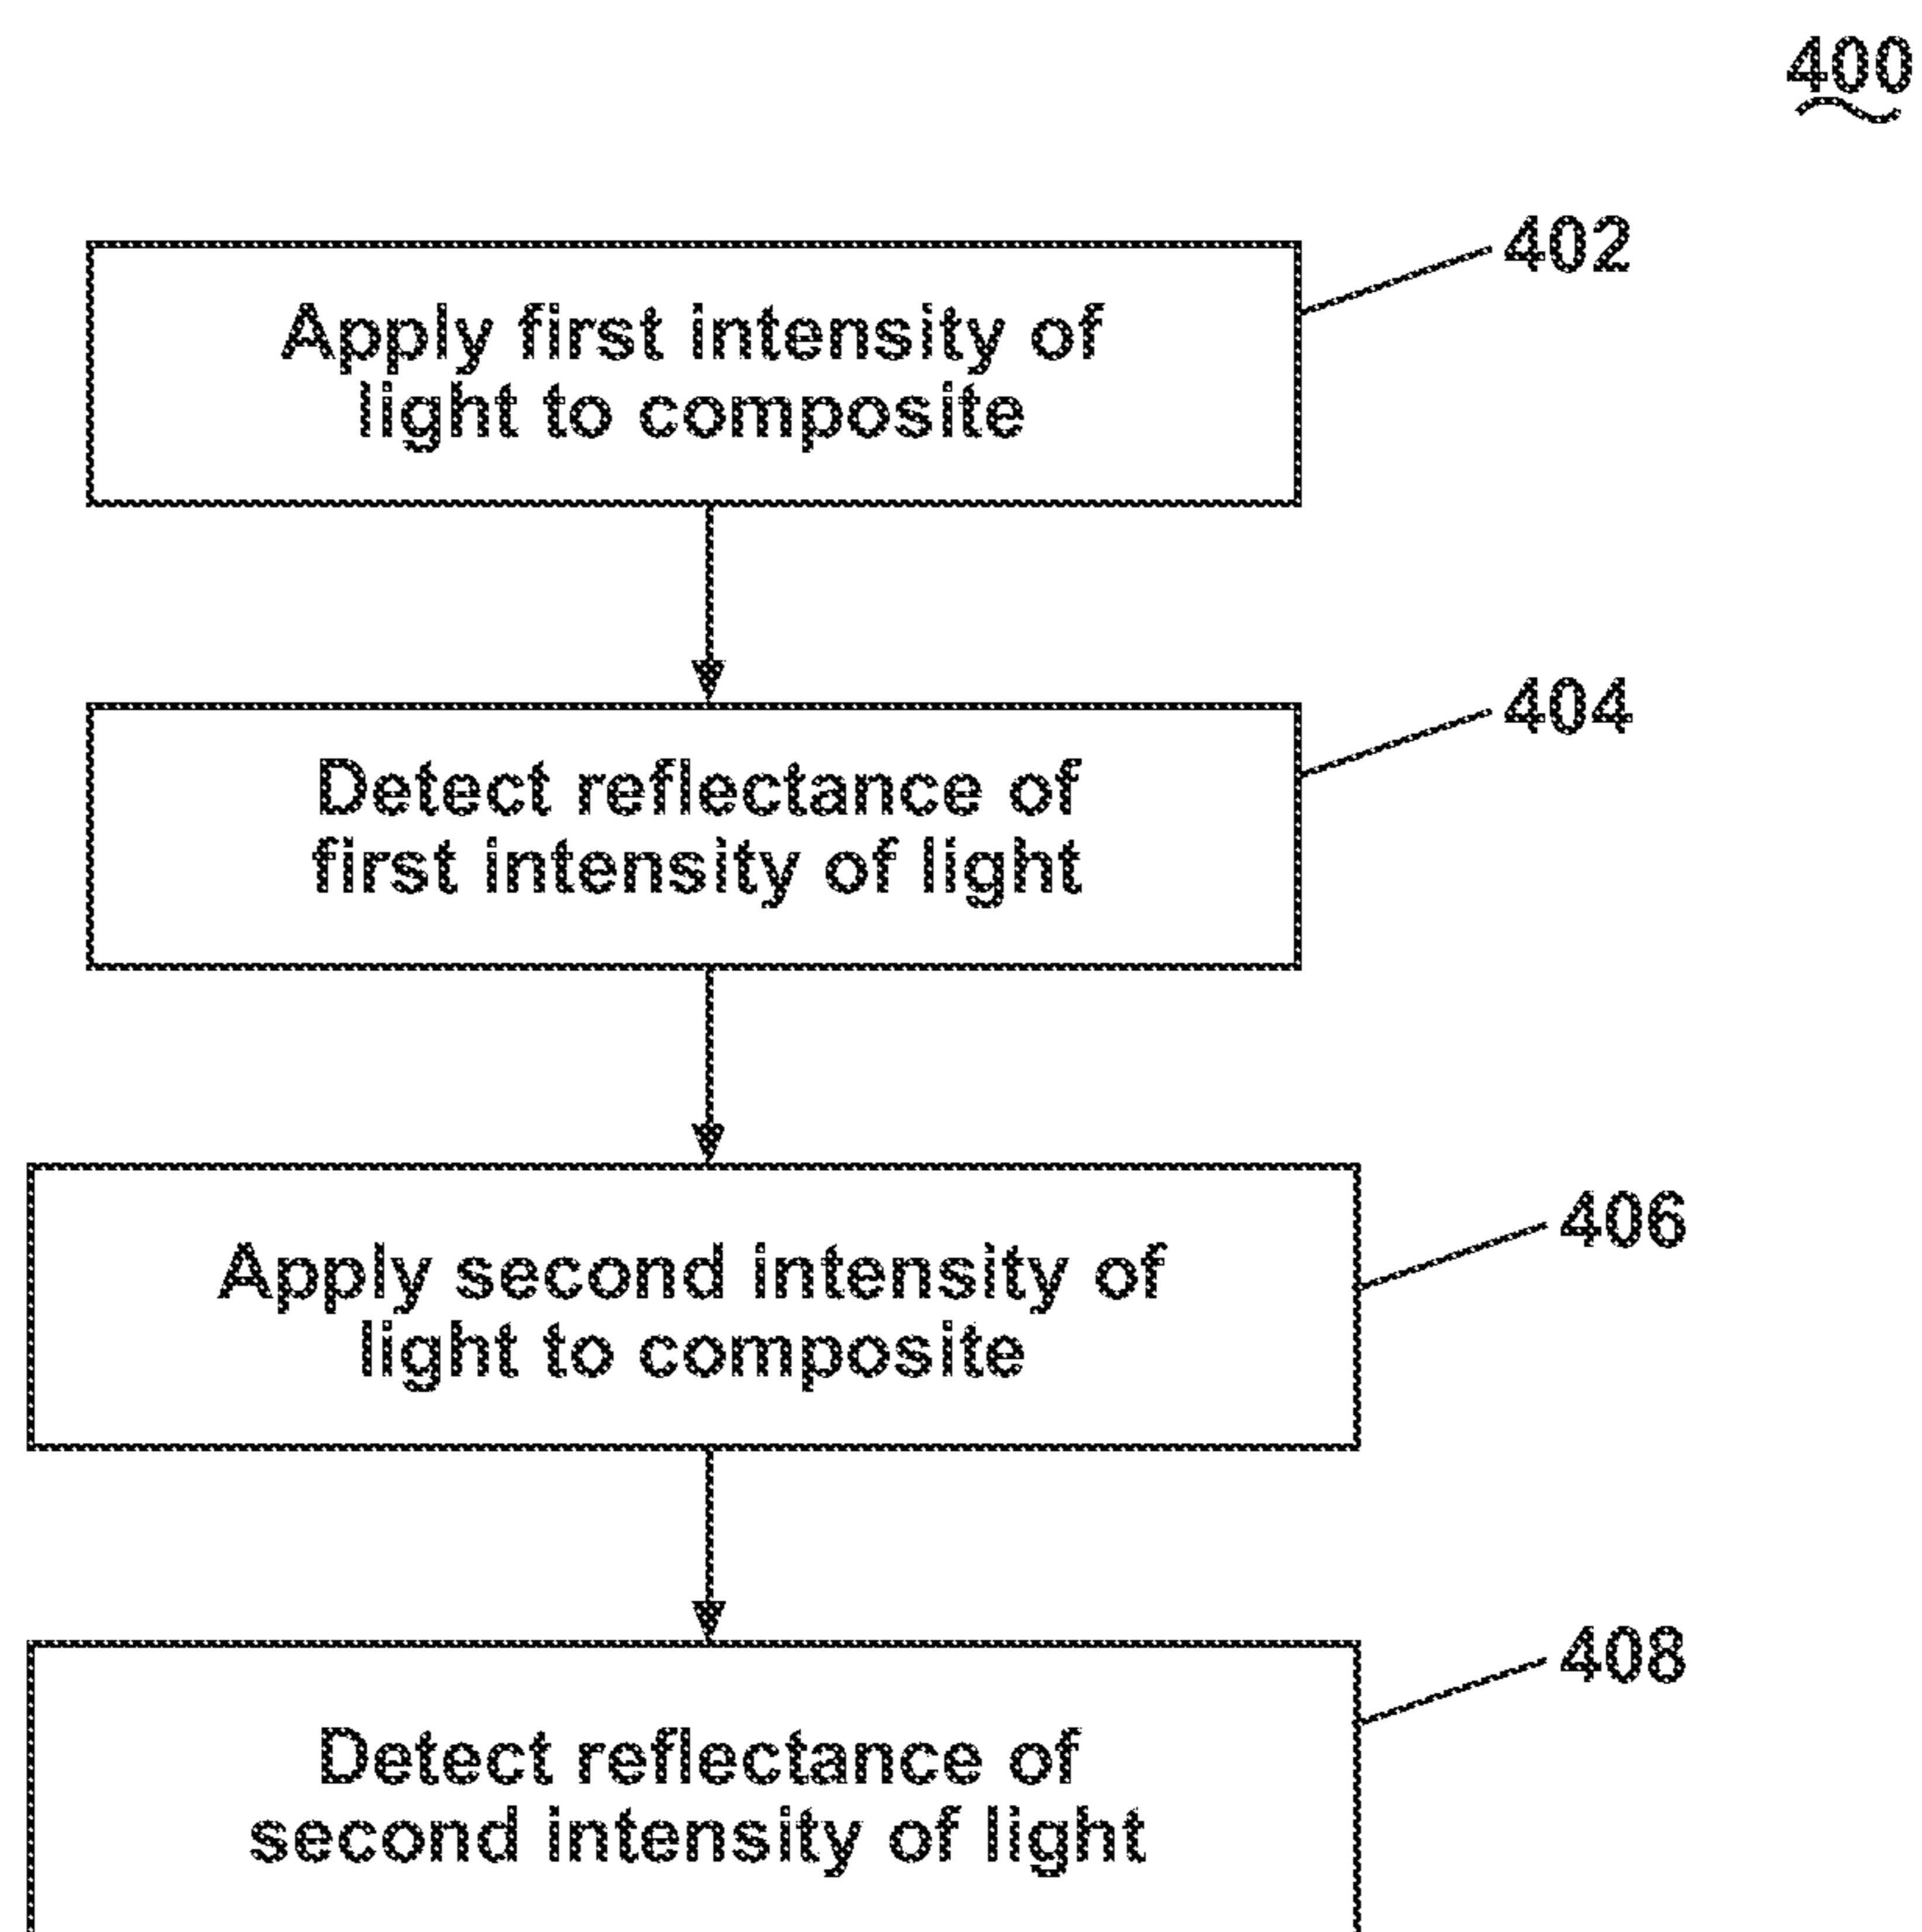 400
402
Apply first intensity of
light to composite
404
Detect reflectance of
first intensity of light
406
Apply second intensity of
light to composite
408
Detect reflectance of
second intensity of light